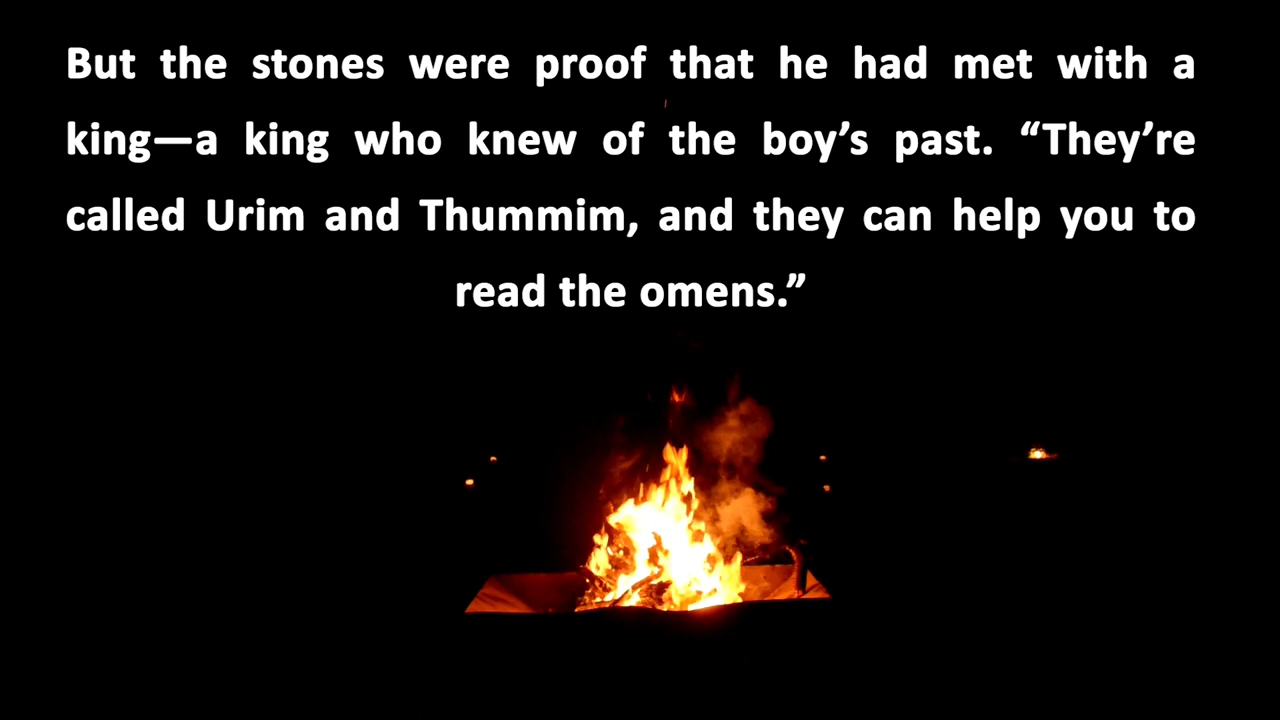 But the stones were proof that he had met with a
king—a king who knew of the boy’s past. “They’re
called Urim and Thummim, and they can help you to
read the omens.”